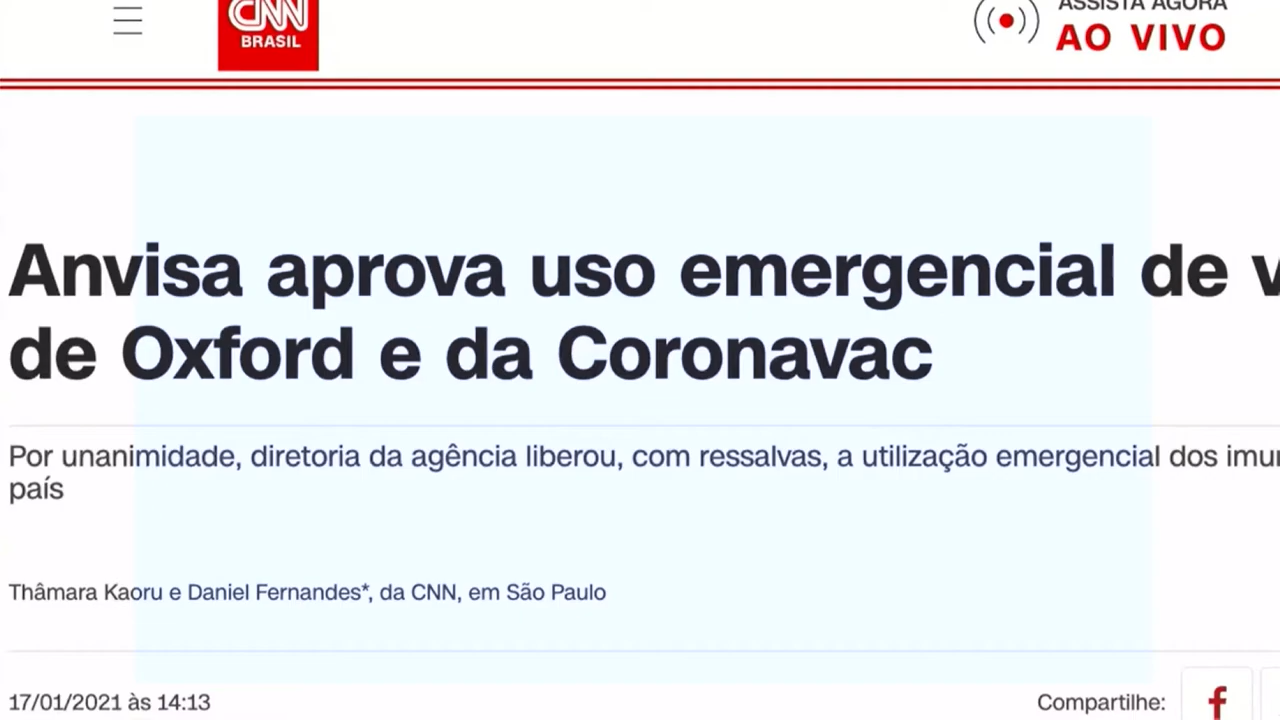 CNN
BRASIL
ASSISTA AGORA
AO VIVO
Anvisa aprova uso emergencial de
de Oxford e da Coronavac
Por unanimidade, diretoria da agência liberou, com ressalvas, a utilização emergencial dos
país
Thâmara Kaoru e Daniel Fernandes*, da CNN, em São Paulo
17/01/2021 às 14:13
Compartilhe: